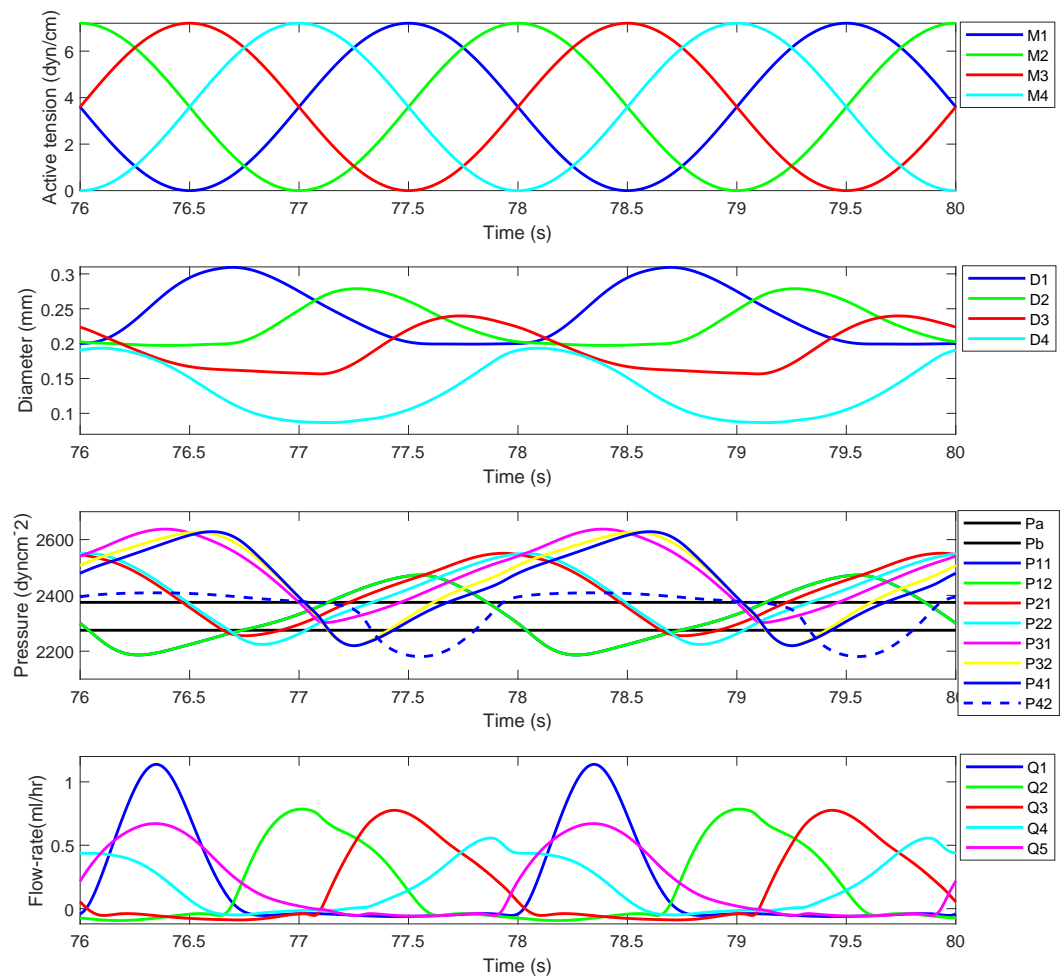 Active tension (dyn/cm)
6
4
2
0
76 76.5 77 77.5 78 78.5 79 79.5 80
Time (s)
M1
M2
M3
M4
Diameter (mm)
0.3
0.25
0.2
0.15
0.1
76 76.5 77 77.5 78 78.5 79 79.5 80
Time (s)
D1
D2
D3
D4
Pressure (dyncm-2)
2600
2400
2200
76 76.5 77 77.5 78 78.5 79 79.5 80
Time (s)
Pa
Pb
P11
P12
P21
P22
P31
P32
P41
P42
Flow-rate(ml/hr)
1
0.5
0
76 76.5 77 77.5 78 78.5 79 79.5 80
Time (s)
Q1
Q2
Q3
Q4
Q5